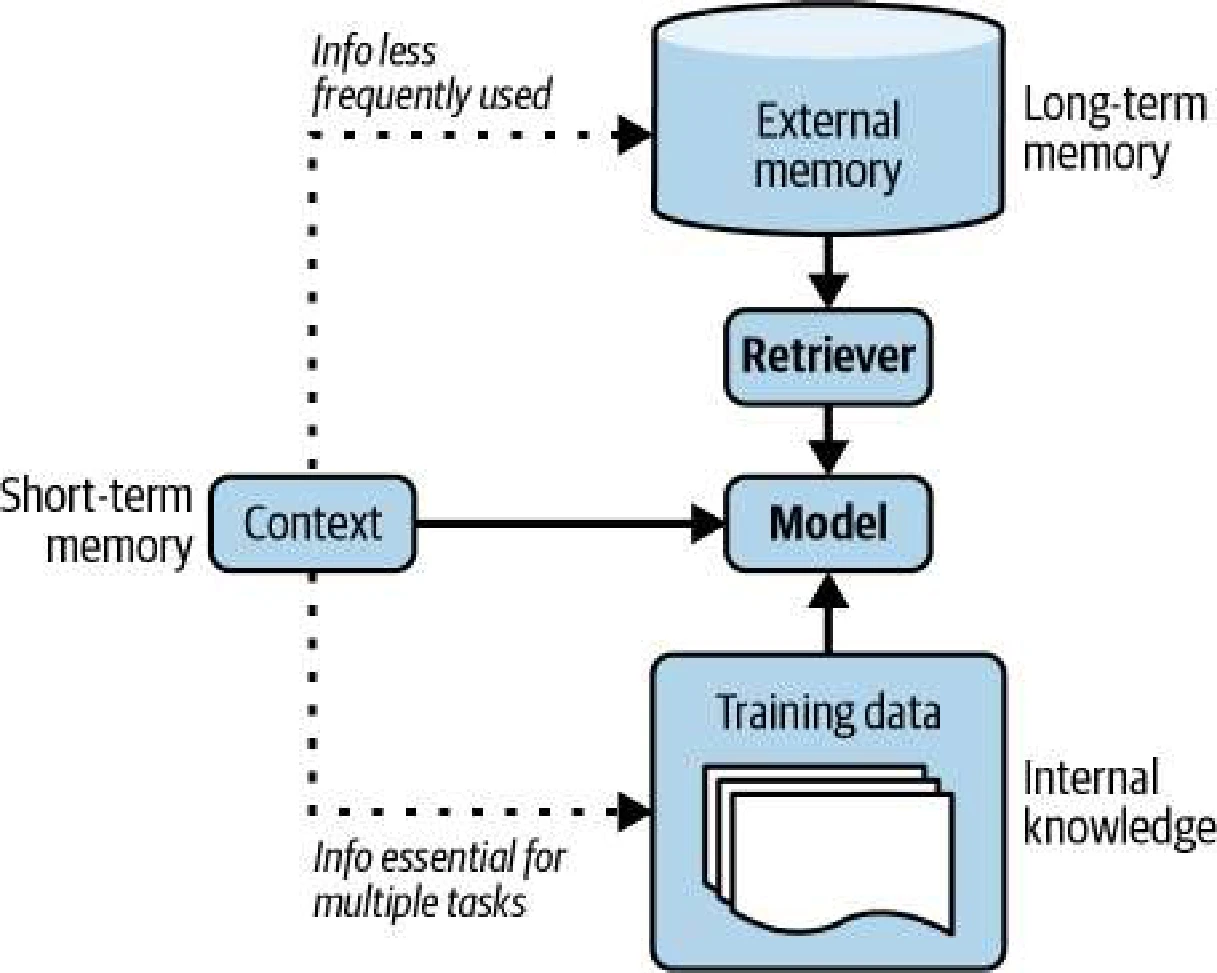 Info less
frequently used
External
memory
Long-term
memory
Retriever
Short-term
memory
Context
Model
Training data
Internal
knowledge
Info essential for
multiple tasks